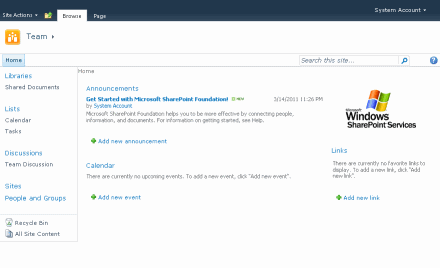 Site Actions
Browse
Page
System Account
Team
Home
Search this site...
Libraries
Shared Documents
Lists
Calendar
Tasks
Discussions
Team Discussion
Sites
People and Groups
Recycle Bin
All Site Content
Home
Announcements
Get Started with Microsoft SharePoint Foundation! NEW 3/14/2011 11:26 PM
by System Account
Microsoft SharePoint Foundation helps you to be more effective by connecting people,
information, and documents. For information on getting started, see Help.
Add new announcement
Calendar
There are currently no upcoming events. To add a new event, click "Add new event".
Add new event
Microsoft
Windows
SharePoint Services
Links
There are currently no favorite links to
display. To add a new link, click "Add
new link".
Add new link